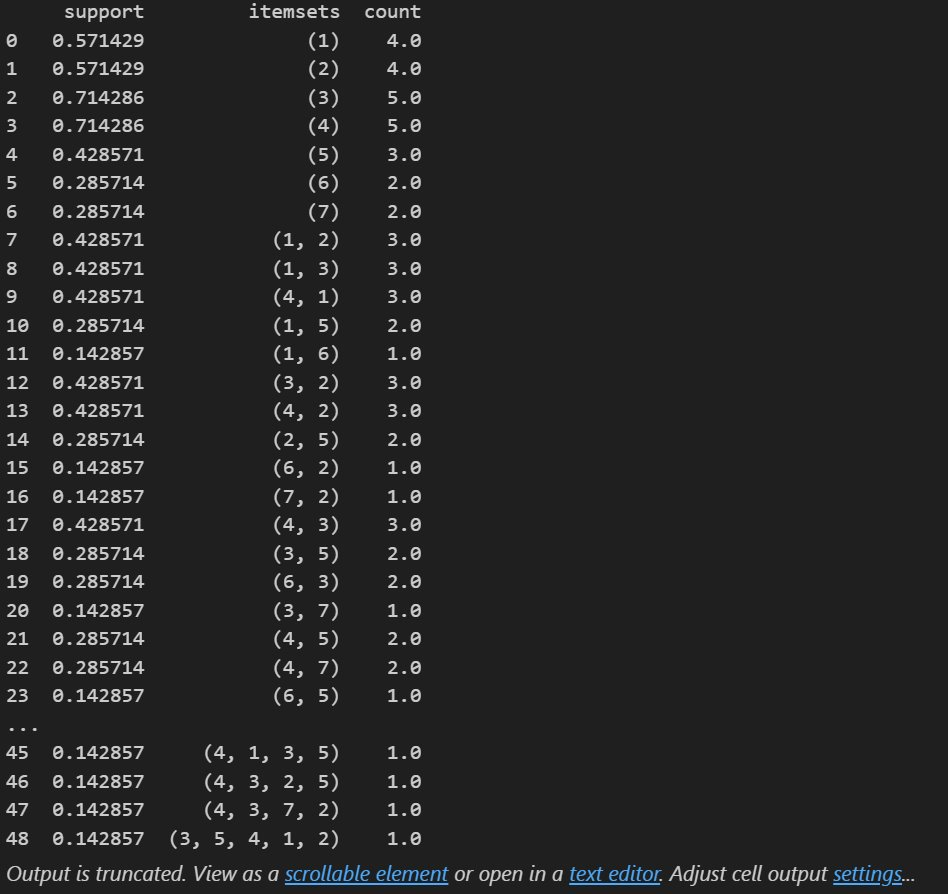 support itemsets count
0 0.571429 (1) 4.0
1 0.571429 (2) 4.0
2 0.714286 (3) 5.0
3 0.714286 (4) 5.0
4 0.428571 (5) 3.0
5 0.285714 (6) 2.0
6 0.285714 (7) 2.0
7 0.428571 (1, 2) 3.0
8 0.428571 (1, 3) 3.0
9 0.428571 (4, 1) 3.0
10 0.285714 (1, 5) 2.0
11 0.142857 (1, 6) 1.0
12 0.428571 (3, 2) 3.0
13 0.428571 (4, 2) 3.0
14 0.285714 (2, 5) 2.0
15 0.142857 (6, 2) 1.0
16 0.142857 (7, 2) 1.0
17 0.428571 (4, 3) 3.0
18 0.285714 (3, 5) 2.0
19 0.285714 (6, 3) 2.0
20 0.142857 (3, 7) 1.0
21 0.285714 (4, 5) 2.0
22 0.285714 (4, 7) 2.0
23 0.142857 (6, 5) 1.0
...
45 0.142857 (4, 1, 3, 5) 1.0
46 0.142857 (4, 3, 2, 5) 1.0
47 0.142857 (4, 3, 7, 2) 1.0
48 0.142857 (3, 5, 4, 1, 2) 1.0
Output is truncated. View as a scrollable element or open in a text editor. Adjust cell output settings...